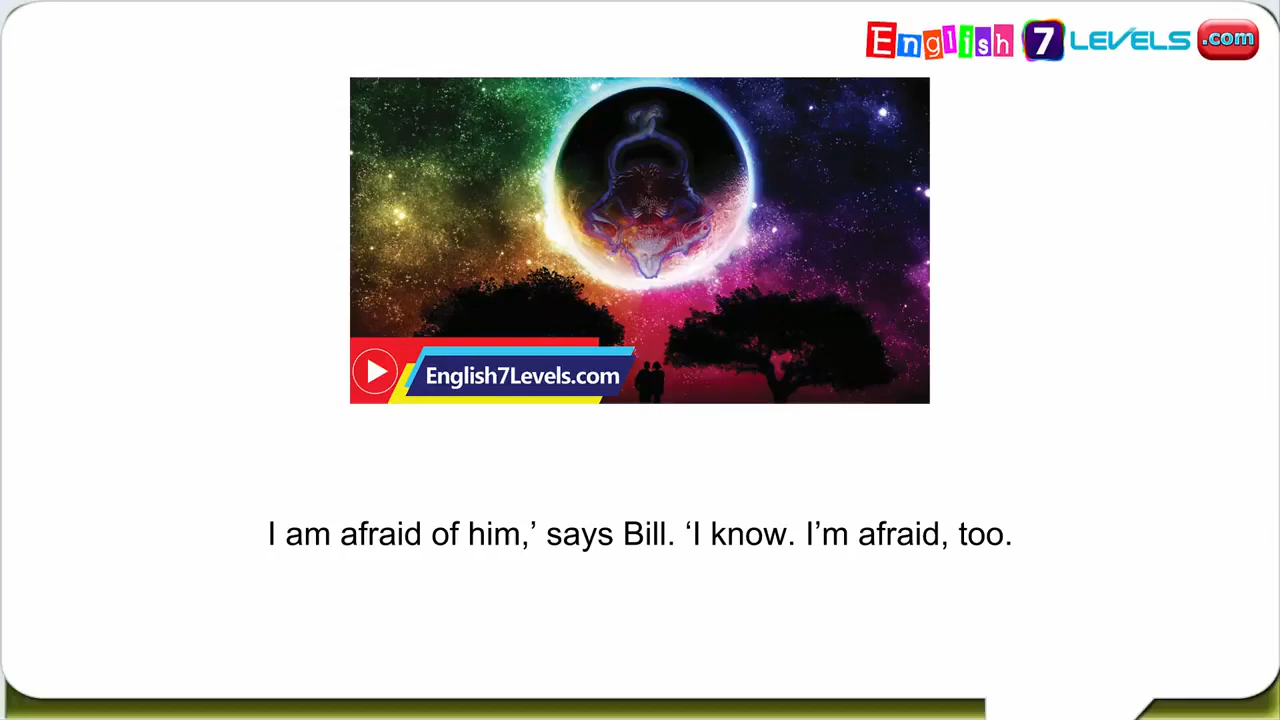 English 7 LEVELS .com
English7Levels.com
I am afraid of him,’ says Bill. ‘I know. I’m afraid, too.